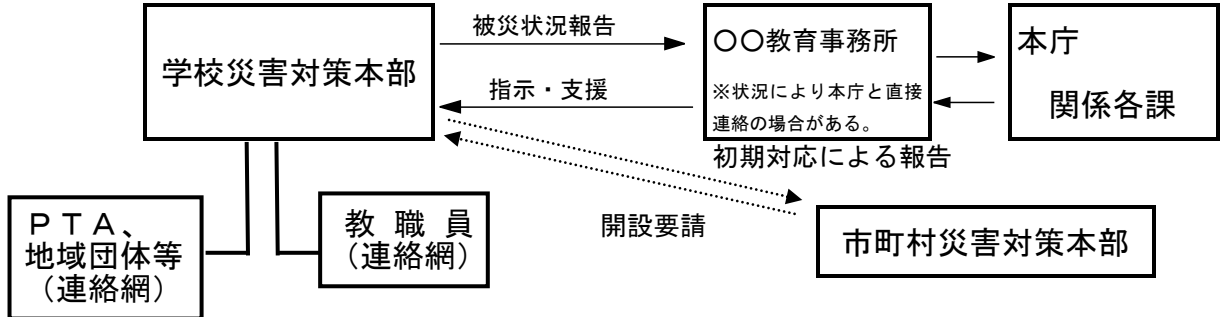 学校災害対策本部
被災状況報告
指示・支援
〇〇教育事務所
※状況により本庁と直接
連絡の場合がある。
本庁
関係各課
初期対応による報告
開設要請
市町村災害対策本部
ＰＴＡ、
地域団体等
（連絡網）
教職員
（連絡網）